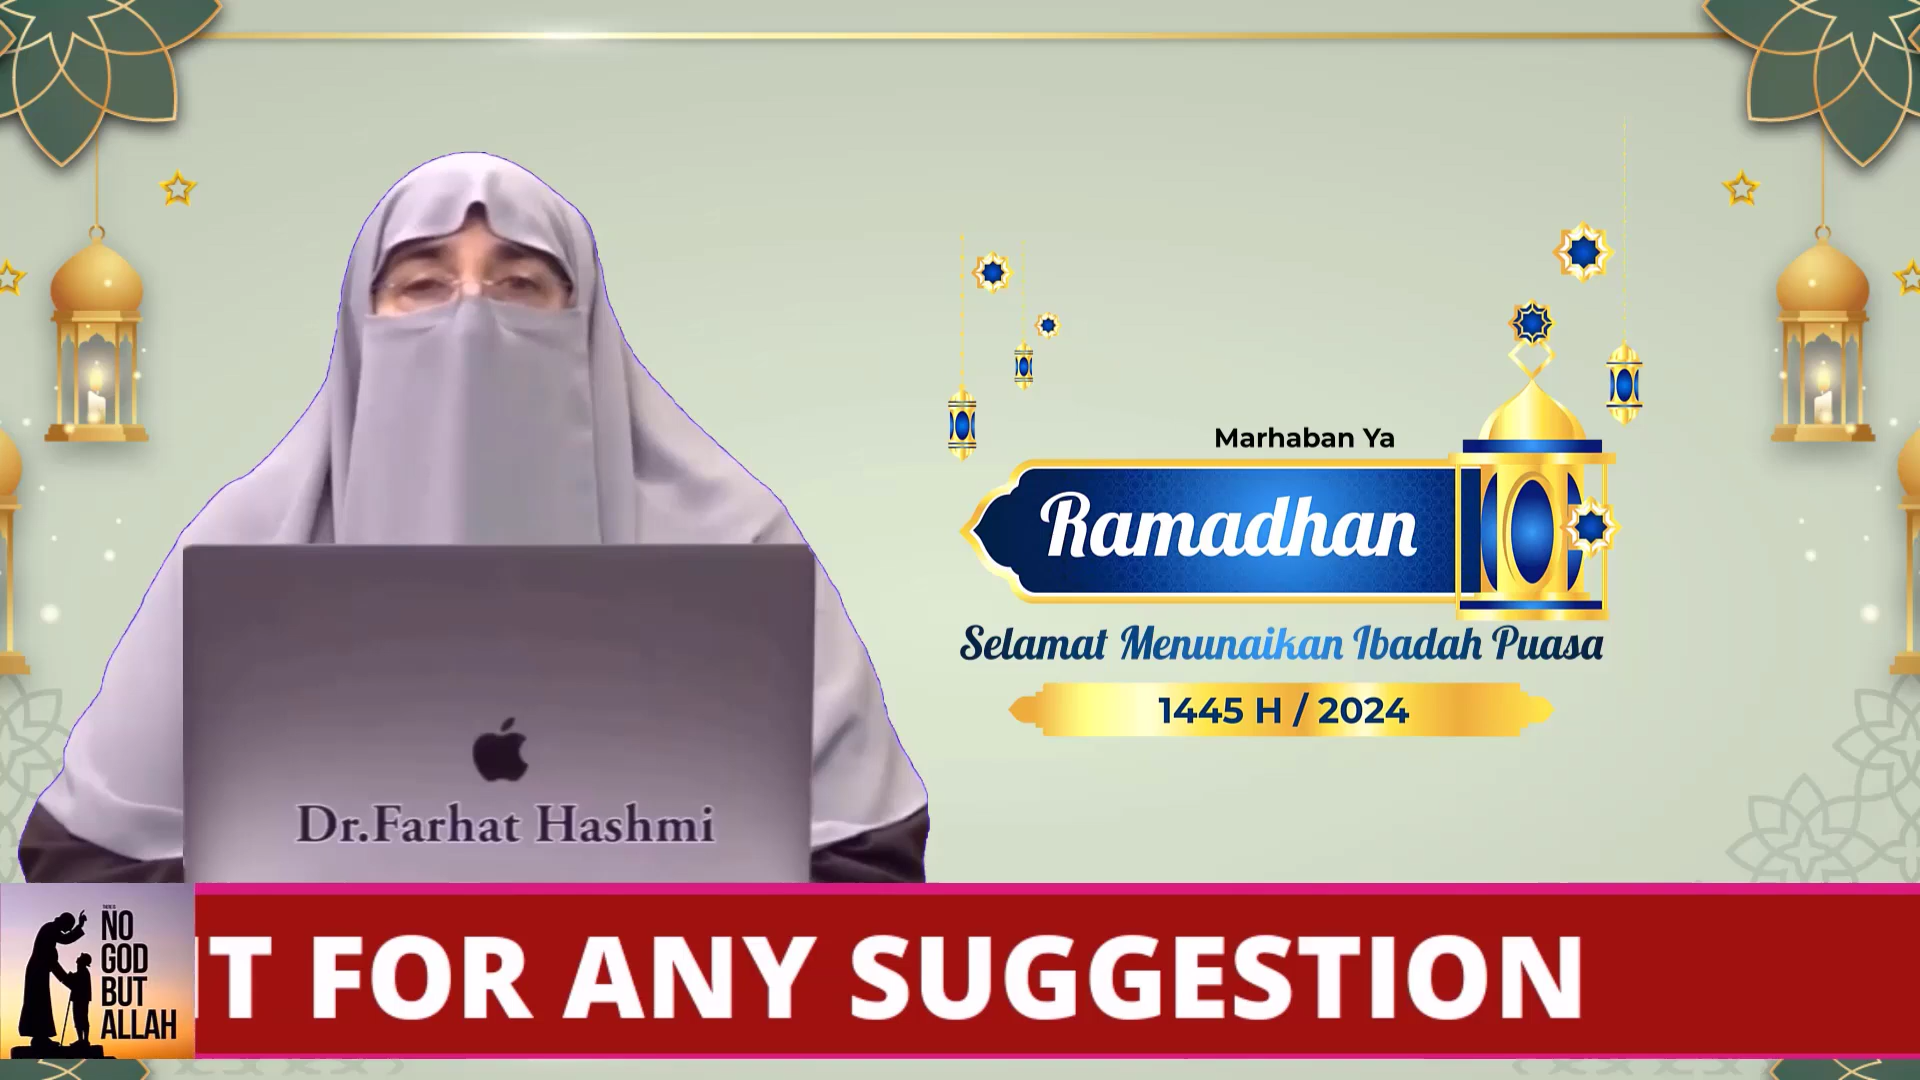 Marhaban Ya
Ramadhan
Selamat Menunaikan Ibadah Puasa
1445 H / 2024
Dr.Farhat Hashmi
NO
GOD
BUT
ALLAH
T FOR ANY SUGGESTION